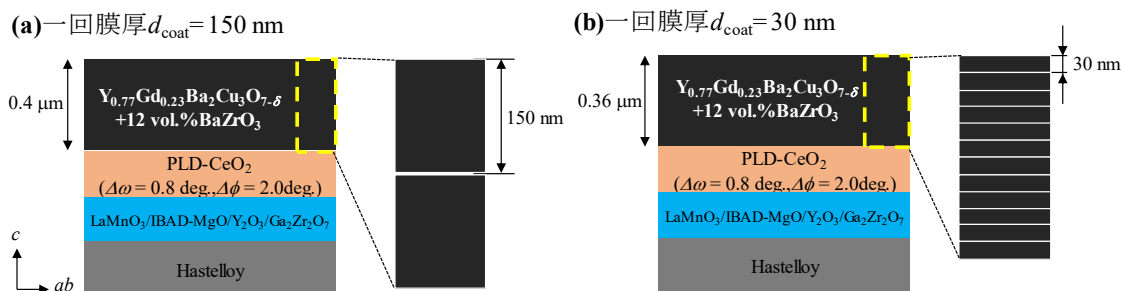 (a)一回膜厚d_coat= 150 nm
0.4 μm
Y0.77Gd0.23Ba2Cu3O7-δ
+12 vol.%BaZrO3
150 nm
PLD-CeO2
(Δω = 0.8 deg.,Δϕ = 2.0deg.)
LaMnO3/IBAD-MgO/Y2O3/Ga2Zr2O7
Hastelloy
c
ab
(b)一回膜厚d_coat= 30 nm
0.36 μm
Y0.77Gd0.23Ba2Cu3O7-δ
+12 vol.%BaZrO3
30 nm
PLD-CeO2
(Δω = 0.8 deg.,Δϕ = 2.0deg.)
LaMnO3/IBAD-MgO/Y2O3/Ga2Zr2O7
Hastelloy